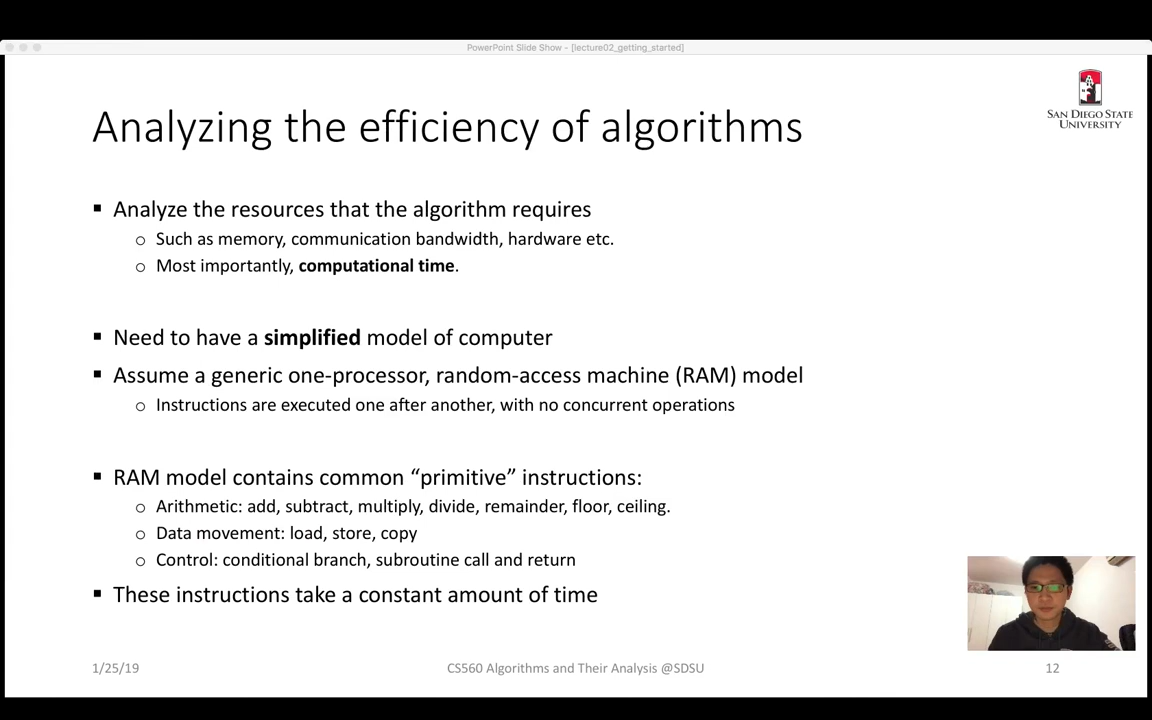 PowerPoint Slide Show - [lecture02_getting_started]
SAN DIEGO STATE
UNIVERSITY
Analyzing the efficiency of algorithms
▪ Analyze the resources that the algorithm requires
o Such as memory, communication bandwidth, hardware etc.
o Most importantly, computational time.
▪ Need to have a simplified model of computer
▪ Assume a generic one-processor, random-access machine (RAM) model
o Instructions are executed one after another, with no concurrent operations
▪ RAM model contains common “primitive” instructions:
o Arithmetic: add, subtract, multiply, divide, remainder, floor, ceiling.
o Data movement: load, store, copy
o Control: conditional branch, subroutine call and return
▪ These instructions take a constant amount of time
1/25/19
CS560 Algorithms and Their Analysis @SDSU
12